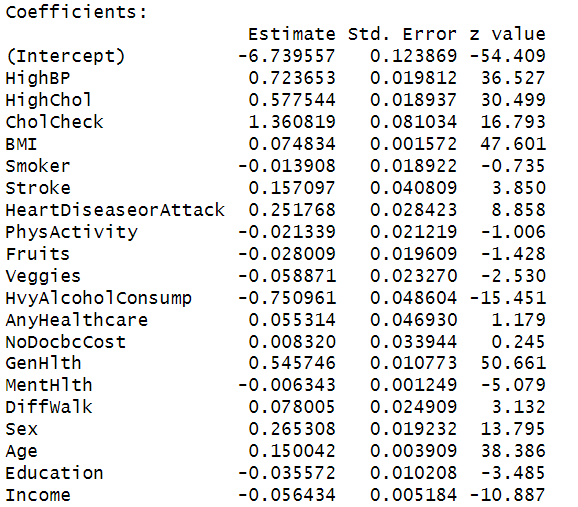 Coefficients:
Estimate Std. Error z value
(Intercept) -6.739557 0.123869 -54.409
HighBP 0.723653 0.019812 36.527
HighChol 0.577544 0.018937 30.499
CholCheck 1.360819 0.081034 16.793
BMI 0.074834 0.001572 47.601
Smoker -0.013908 0.018922 -0.735
Stroke 0.157097 0.040809 3.850
HeartDiseaseorAttack 0.251768 0.028423 8.858
PhysActivity -0.021339 0.021219 -1.006
Fruits -0.028009 0.019609 -1.428
Veggies -0.058871 0.023270 -2.530
HvyAlcoholConsump -0.750961 0.048604 -15.451
AnyHealthcare 0.055314 0.046930 1.179
NoDocbcCost 0.008320 0.033944 0.245
GenHlth 0.545746 0.010773 50.661
MentHlth -0.006343 0.001249 -5.079
DiffWalk 0.078005 0.024909 3.132
Sex 0.265308 0.019232 13.795
Age 0.150042 0.003909 38.386
Education -0.035572 0.010208 -3.485
Income -0.056434 0.005184 -10.887